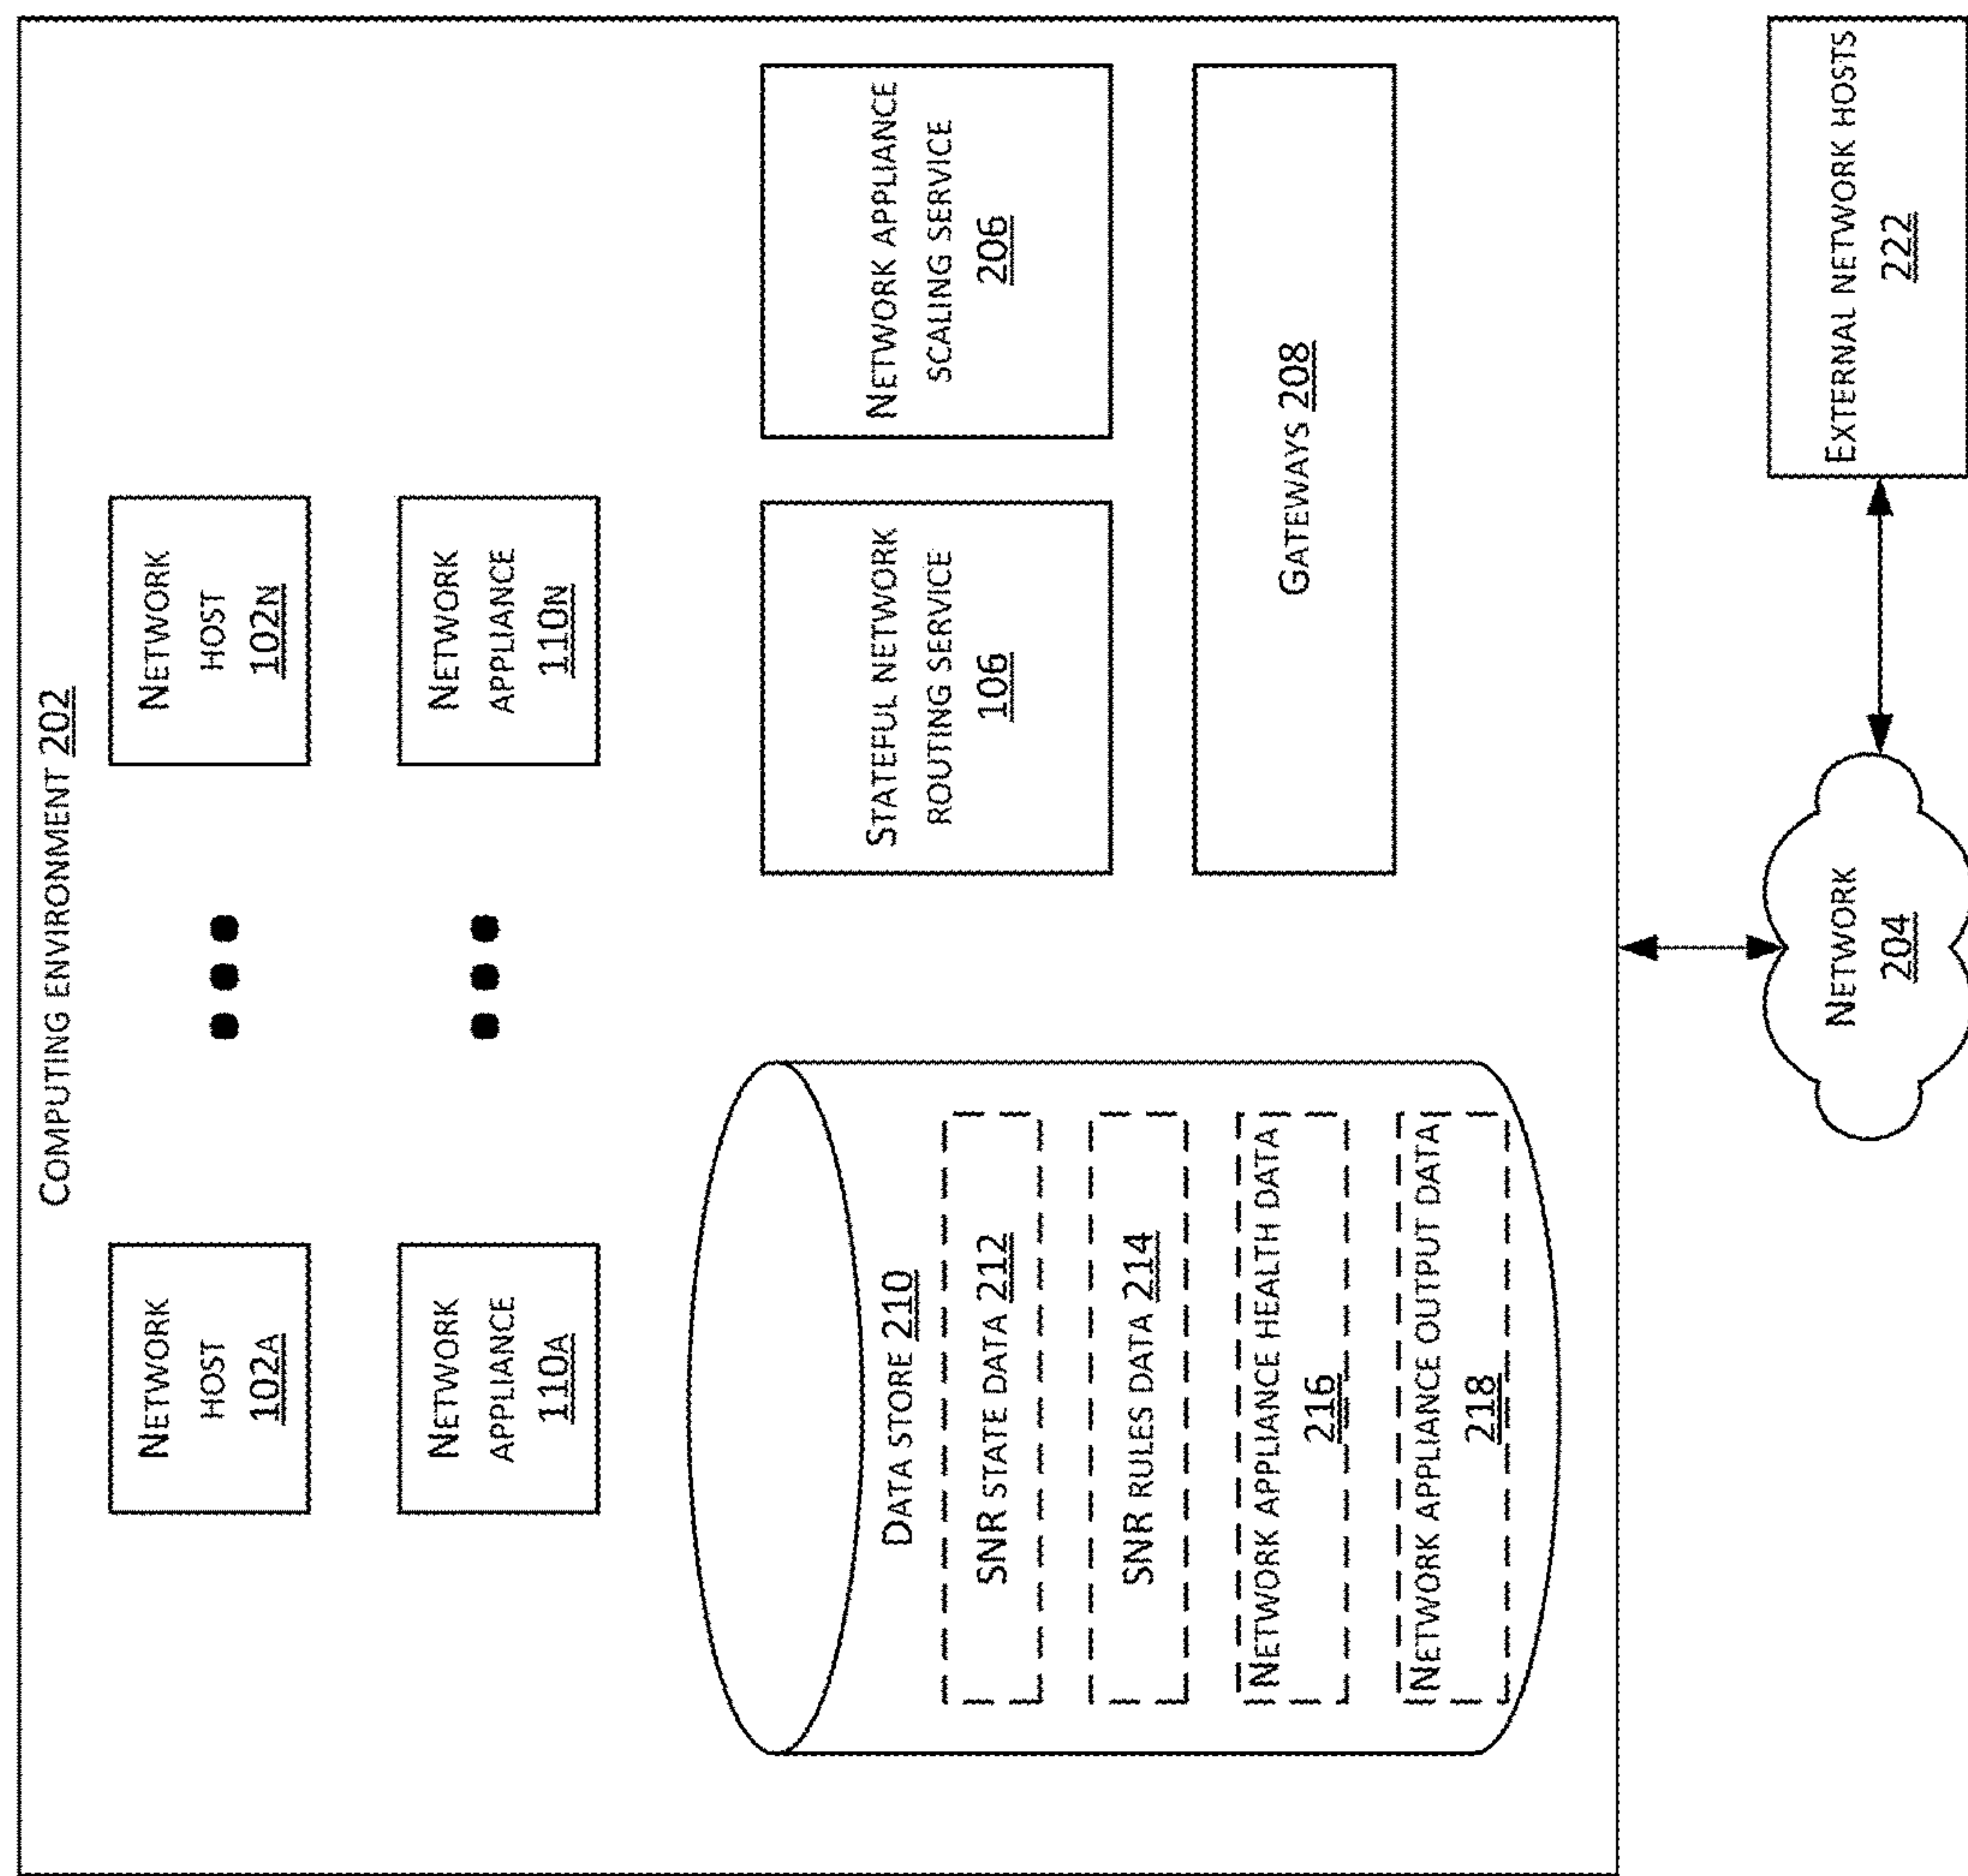 COMPUTING ENVIRONMENT 202
NETWORK
HOST
102A
NETWORK
HOST
102N
NETWORK
APPLIANCE
110A
NETWORK
APPLIANCE
110N
DATA STORE 210
SNR STATE DATA 212
SNR RULES DATA 214
NETWORK APPLIANCE HEALTH DATA
216
NETWORK APPLIANCE OUTPUT DATA
218
STATEFUL NETWORK
ROUTING SERVICE
106
NETWORK APPLIANCE
SCALING SERVICE
206
GATEWAYS 208
NETWORK
204
EXTERNAL NETWORK HOSTS
222